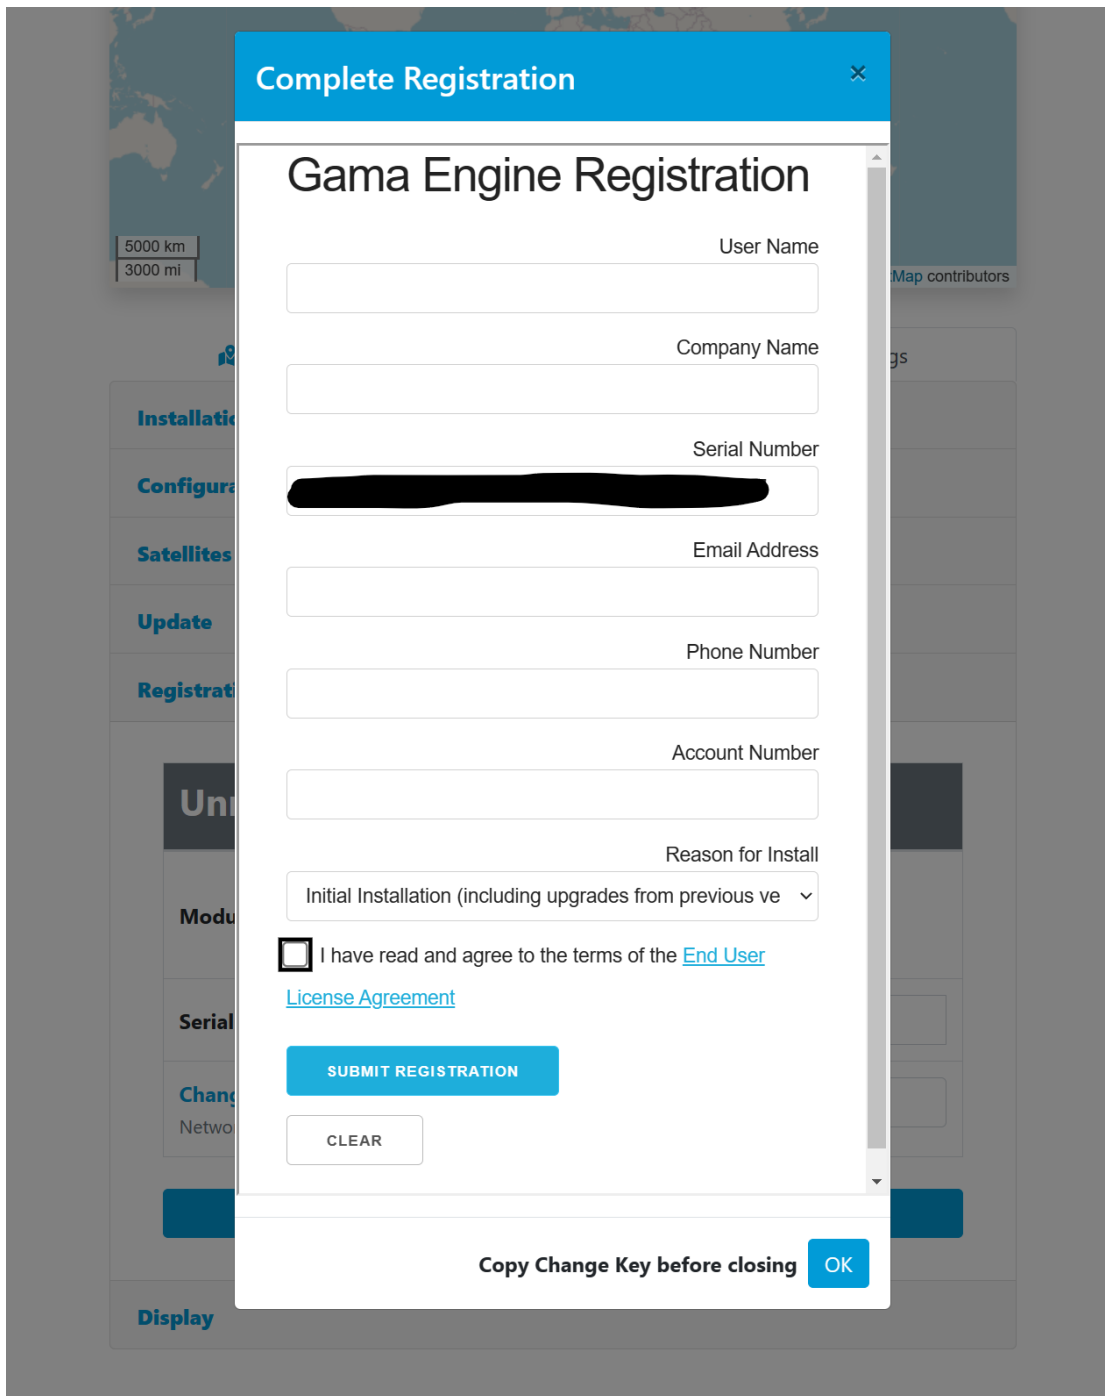 Complete Registration
×
Gama Engine Registration
User Name
5000 km
3000 mi
Map contributors
Company Name
gs
Installatio
Serial Number
Configura
Email Address
Satellites
Update
Phone Number
Registrati
Account Number
Reason for Install
Initial Installation (including upgrades from previous ve
Modu
I have read and agree to the terms of the End User
License Agreement
Serial
SUBMIT REGISTRATION
Chang
Netwo
CLEAR
Copy Change Key before closing
OK
Display